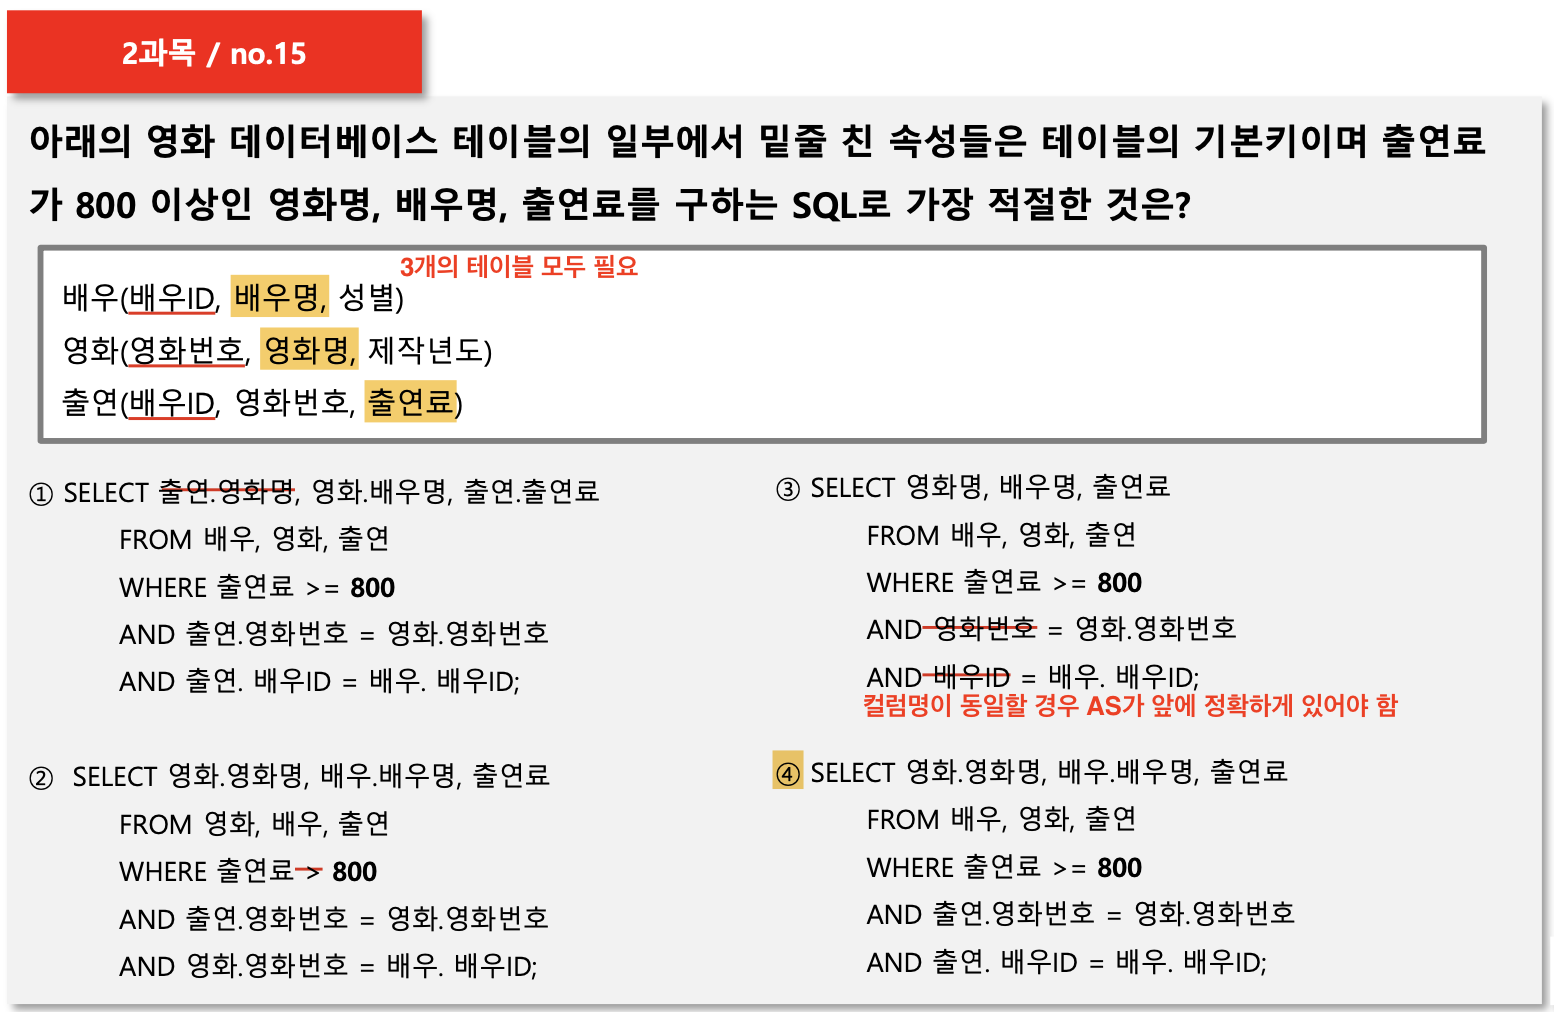 2과목 / no.15
아래의 영화 데이터베이스 테이블의 일부에서 밑줄 친 속성들은 테이블의 기본키이며 출연료
가 800 이상인 영화명, 배우명, 출연료를 구하는 SQL로 가장 적절한 것은?
3개의 테이블 모두 필요
배우(배우ID, 배우명, 성별)
영화(영화번호, 영화명, 제작년도)
출연(배우ID, 영화번호, 출연료)
① SELECT 출연.영화명, 영화.배우명, 출연.출연료
FROM 배우, 영화, 출연
WHERE 출연료 >= 800
AND 출연.영화번호 = 영화.영화번호
AND 출연. 배우ID = 배우. 배우ID;
② SELECT 영화.영화명, 배우.배우명, 출연료
FROM 영화, 배우, 출연
WHERE 출연료 > 800
AND 출연.영화번호 = 영화.영화번호
AND 영화.영화번호 = 배우. 배우ID;
③ SELECT 영화명, 배우명, 출연료
FROM 배우, 영화, 출연
WHERE 출연료 >= 800
AND 영화번호 = 영화.영화번호
AND 배우ID = 배우. 배우ID;
컬럼명이 동일할 경우 AS가 앞에 정확하게 있어야 함
④ SELECT 영화.영화명, 배우.배우명, 출연료
FROM 배우, 영화, 출연
WHERE 출연료 >= 800
AND 출연.영화번호 = 영화.영화번호
AND 출연. 배우ID = 배우. 배우ID;